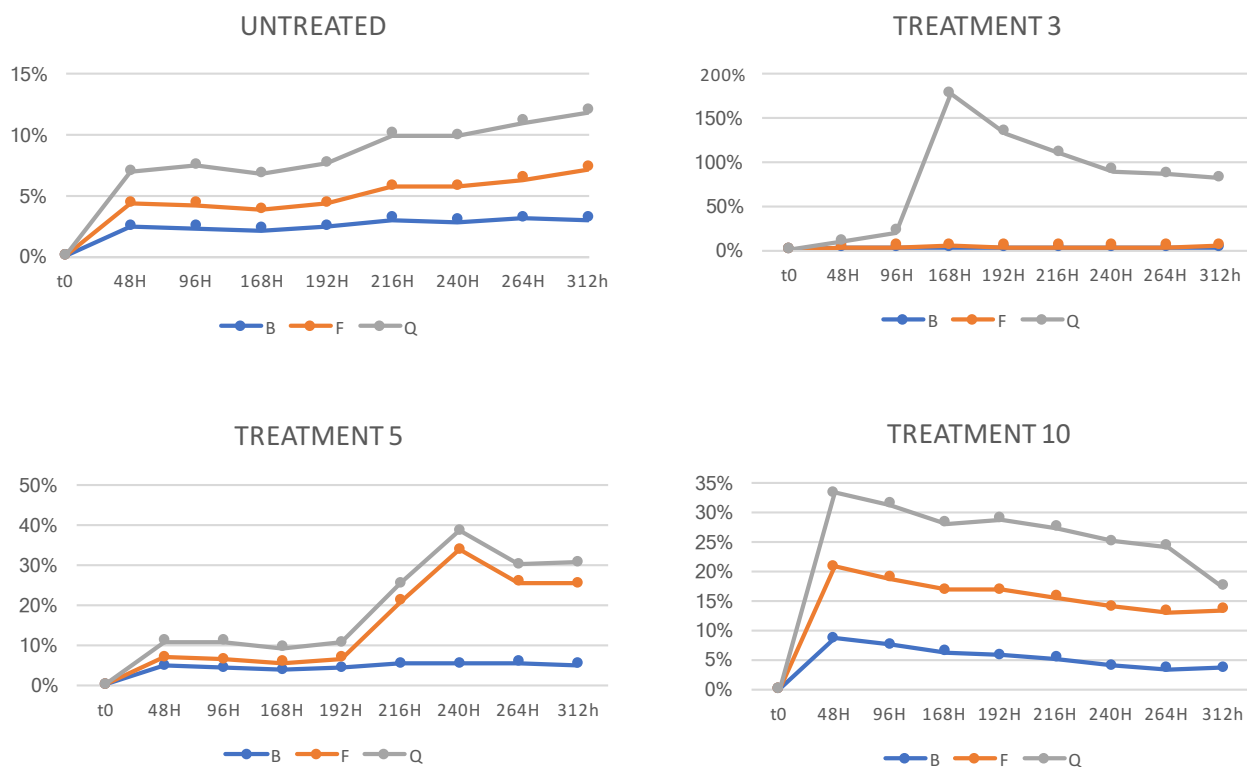 UNTREATED
15%
10%
5%
0%
t0 48H 96H 168H 192H 216H 240H 264H 312h
B F Q
TREATMENT 3
200%
150%
100%
50%
0%
t0 48H 96H 168H 192H 216H 240H 264H 312h
B F Q
TREATMENT 5
50%
40%
30%
20%
10%
0%
t0 48H 96H 168H 192H 216H 240H 264H 312h
B F Q
TREATMENT 10
35%
30%
25%
20%
15%
10%
5%
0%
t0 48H 96H 168H 192H 216H 240H 264H 312h
B F Q